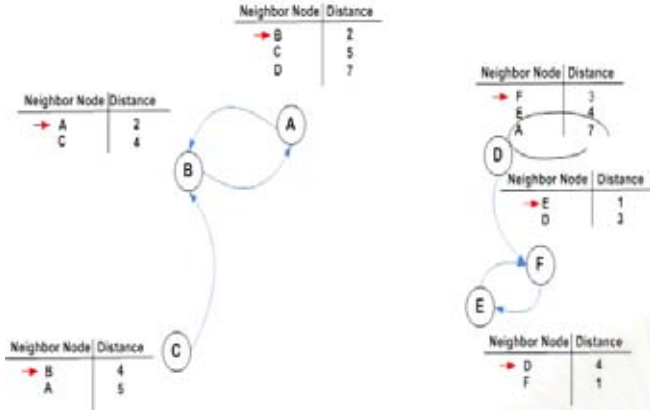 Neighbor Node Distance
B 2
C 5
D 7
Neighbor Node Distance
A 2
C 4
A
B
Neighbor Node Distance
F 3
E 4
A 7
D
Neighbor Node Distance
E 1
D 3
F
E
C
Neighbor Node Distance
B 4
A 5
Neighbor Node Distance
D 4
F 1